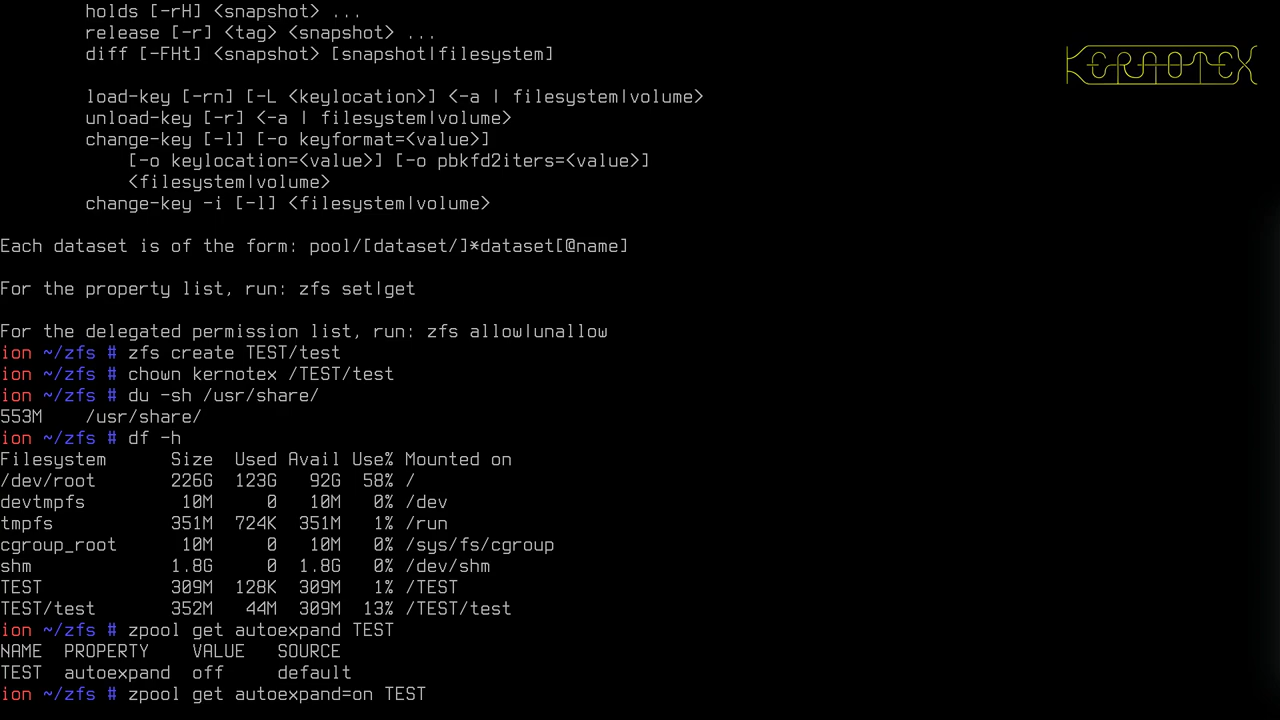 holds [-rH] <snapshot> ...
release [-r] <tag> <snapshot> ...
diff [-FHt] <snapshot> [snapshot|filesystem]
KERNOTEX
load-key [-rn] [-L <keylocation>] <-a | filesystem|volume>
unload-key [-r] <-a | filesystem|volume>
change-key [-l] [-o keyformat=<value>]
[-o keylocation=<value>] [-o pbkfd2iters=<value>]
<filesystem|volume>
change-key -i [-l] <filesystem|volume>
Each dataset is of the form: pool/[dataset/]*dataset[@name]
For the property list, run: zfs set|get
For the delegated permission list, run: zfs allow|unallow
ion ~/zfs # zfs create TEST/test
ion ~/zfs # chown kernotex /TEST/test
ion ~/zfs # du -sh /usr/share/
553M    /usr/share/
ion ~/zfs # df -h
Filesystem      Size  Used Avail Use% Mounted on
/dev/root       226G  123G   92G  58% /
devtmpfs         10M     0   10M   0% /dev
tmpfs           351M  724K  351M   1% /run
cgroup_root      10M     0   10M   0% /sys/fs/cgroup
shm             1.8G     0  1.8G   0% /dev/shm
TEST            309M  128K  309M   1% /TEST
TEST/test       352M   44M  309M  13% /TEST/test
ion ~/zfs # zpool get autoexpand TEST
NAME  PROPERTY    VALUE   SOURCE
TEST  autoexpand  off     default
ion ~/zfs # zpool get autoexpand=on TEST